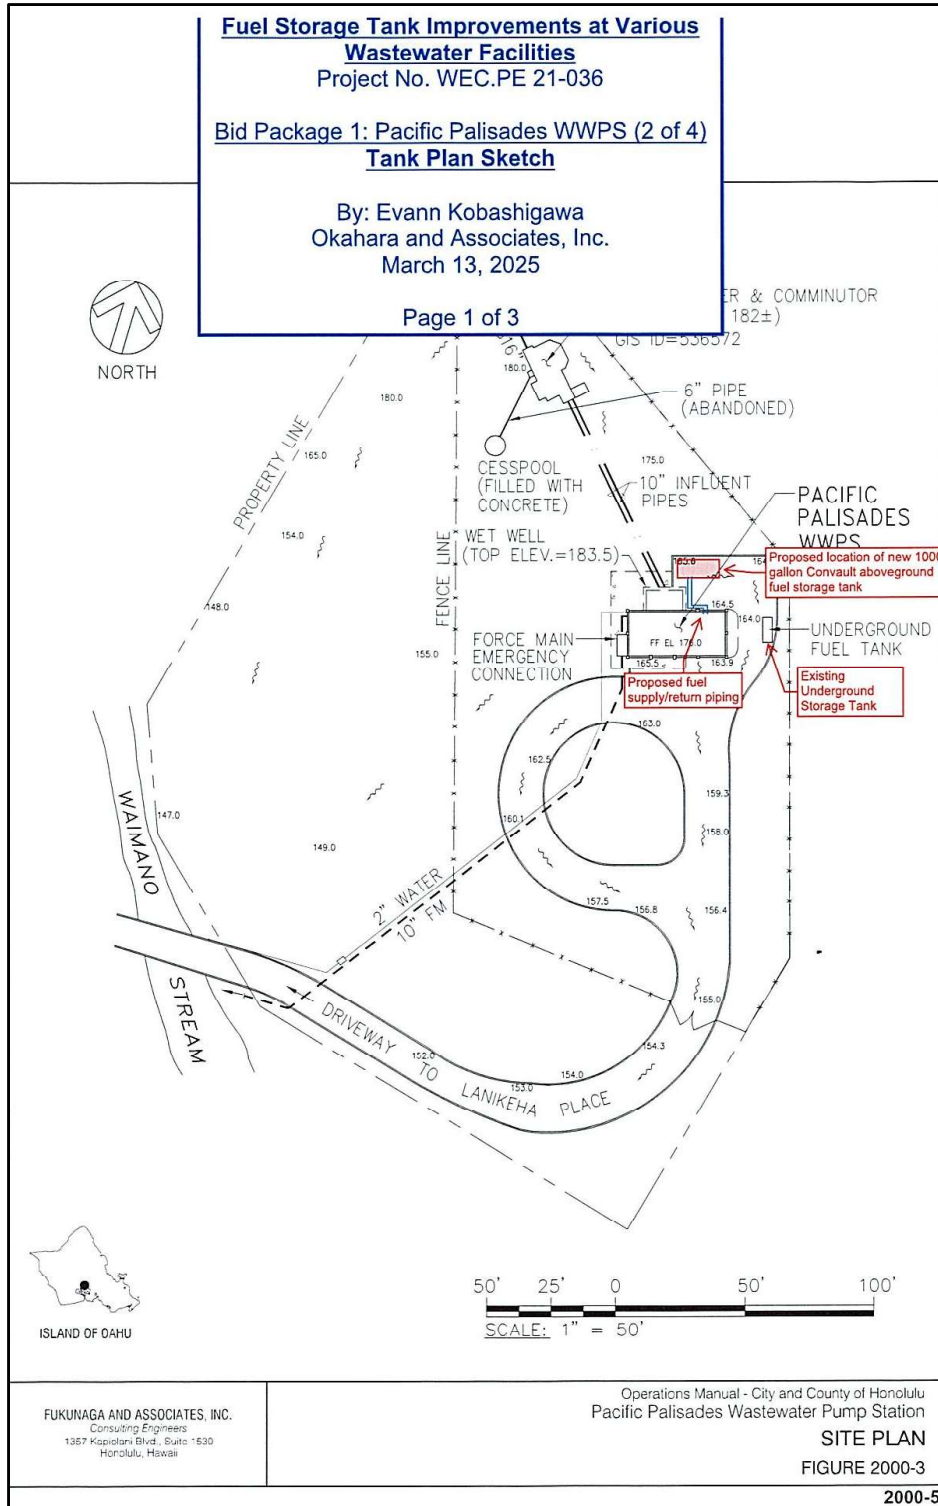 Fuel Storage Tank Improvements at Various
Wastewater Facilities
Project No. WEC.PE 21-036
Bid Package 1: Pacific Palisades WWPS (2 of 4)
Tank Plan Sketch
By: Evann Kobashigawa
Okahara and Associates, Inc.
March 13, 2025
Page 1 of 3
& COMMINUTOR
182±)
GIS ID=536572
NORTH
180.0
180.0
6" PIPE
(ABANDONED)
PROPERTY LINE
165.0
175.0
CESSPOOL
(FILLED WITH
CONCRETE)
10" INFLUENT
PIPES
PACIFIC
PALISADES
WWPS
154.0
FENCE LINE
WET WELL
(TOP ELEV.=183.5)
165.6
Proposed location of new 1000
gallon Convault aboveground
fuel storage tank
148.0
164.5
164.0
UNDERGROUND
FUEL TANK
155.0
FORCE MAIN
EMERGENCY
CONNECTION
FF EL 176.0
165.5
163.9
Proposed fuel
supply/return piping
Existing
Underground
Storage Tank
163.0
162.5
159.3
147.0
160.1
158.0
149.0
WAIMANO
STREAM
2" WATER
10" FM
157.5
156.8
156.4
155.0
154.3
DRIVEWAY TO LANIKEHA PLACE
152.0
153.0
154.0
ISLAND OF OAHU
50' 25' 0 50' 100'
SCALE: 1" = 50'
FUKUNAGA AND ASSOCIATES, INC.
Consulting Engineers
1357 Kapiolani Blvd., Suite 1530
Honolulu, Hawaii
Operations Manual - City and County of Honolulu
Pacific Palisades Wastewater Pump Station
SITE PLAN
FIGURE 2000-3
2000-5